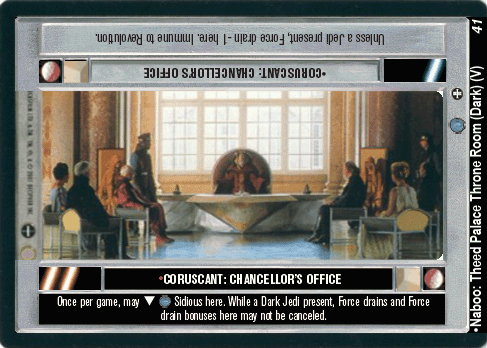 Unless a Jedi present, Force drain -1 here. Immune to Revolution.
•CORUSCANT: CHANCELLOR'S OFFICE
•CORUSCANT: CHANCELLOR'S OFFICE
Once per game, may ▼ Sidious here. While a Dark Jedi present, Force drains and Force
drain bonuses here may not be canceled.
•Naboo: Theed Palace Throne Room (Dark) (V) 41